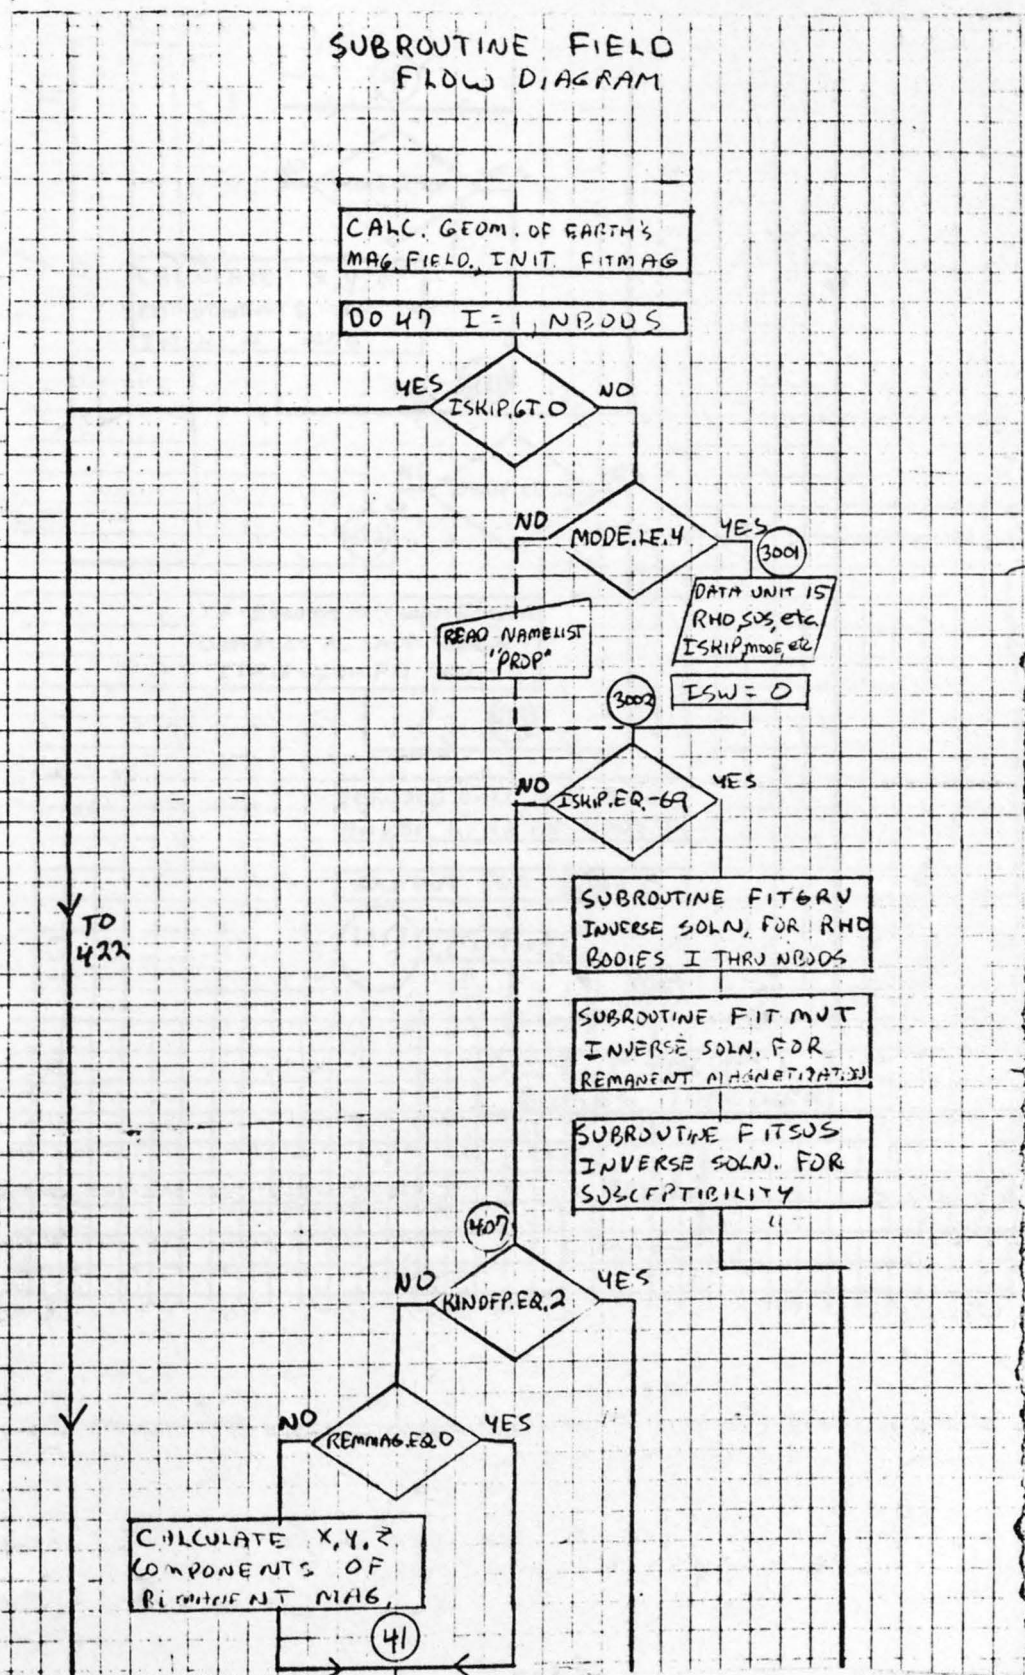 SUBROUTINE FIELD
FLOW DIAGRAM
CALC. GEOM. OF EARTH'S
MAG. FIELD., INIT. FITMAG
DO 47 I=1, NBODS
YES
NO
ISKIP.GT.0
NO
YES
MODE.LE.4
3001
DATA UNIT 15
RHO, SUS, etc.
ISKIP, MODE, etc
READ NAMELIST
"PROP"
3002
ISW = 0
NO
YES
ISKIP.EQ.-69
TO
422
SUBROUTINE FITGRV
INVERSE SOLN. FOR RHO
BODIES I THRU NBODS
SUBROUTINE FITMUT
INVERSE SOLN. FOR
REMANENT MAGNETIZATION
SUBROUTINE FITSUS
INVERSE SOLN. FOR
SUSCEPTIBILITY
407
NO
YES
KINDFP.EQ.2
NO
YES
REMMAG.EQ.0
CALCULATE X,Y,Z
COMPONENTS OF
REMANENT MAG.
41